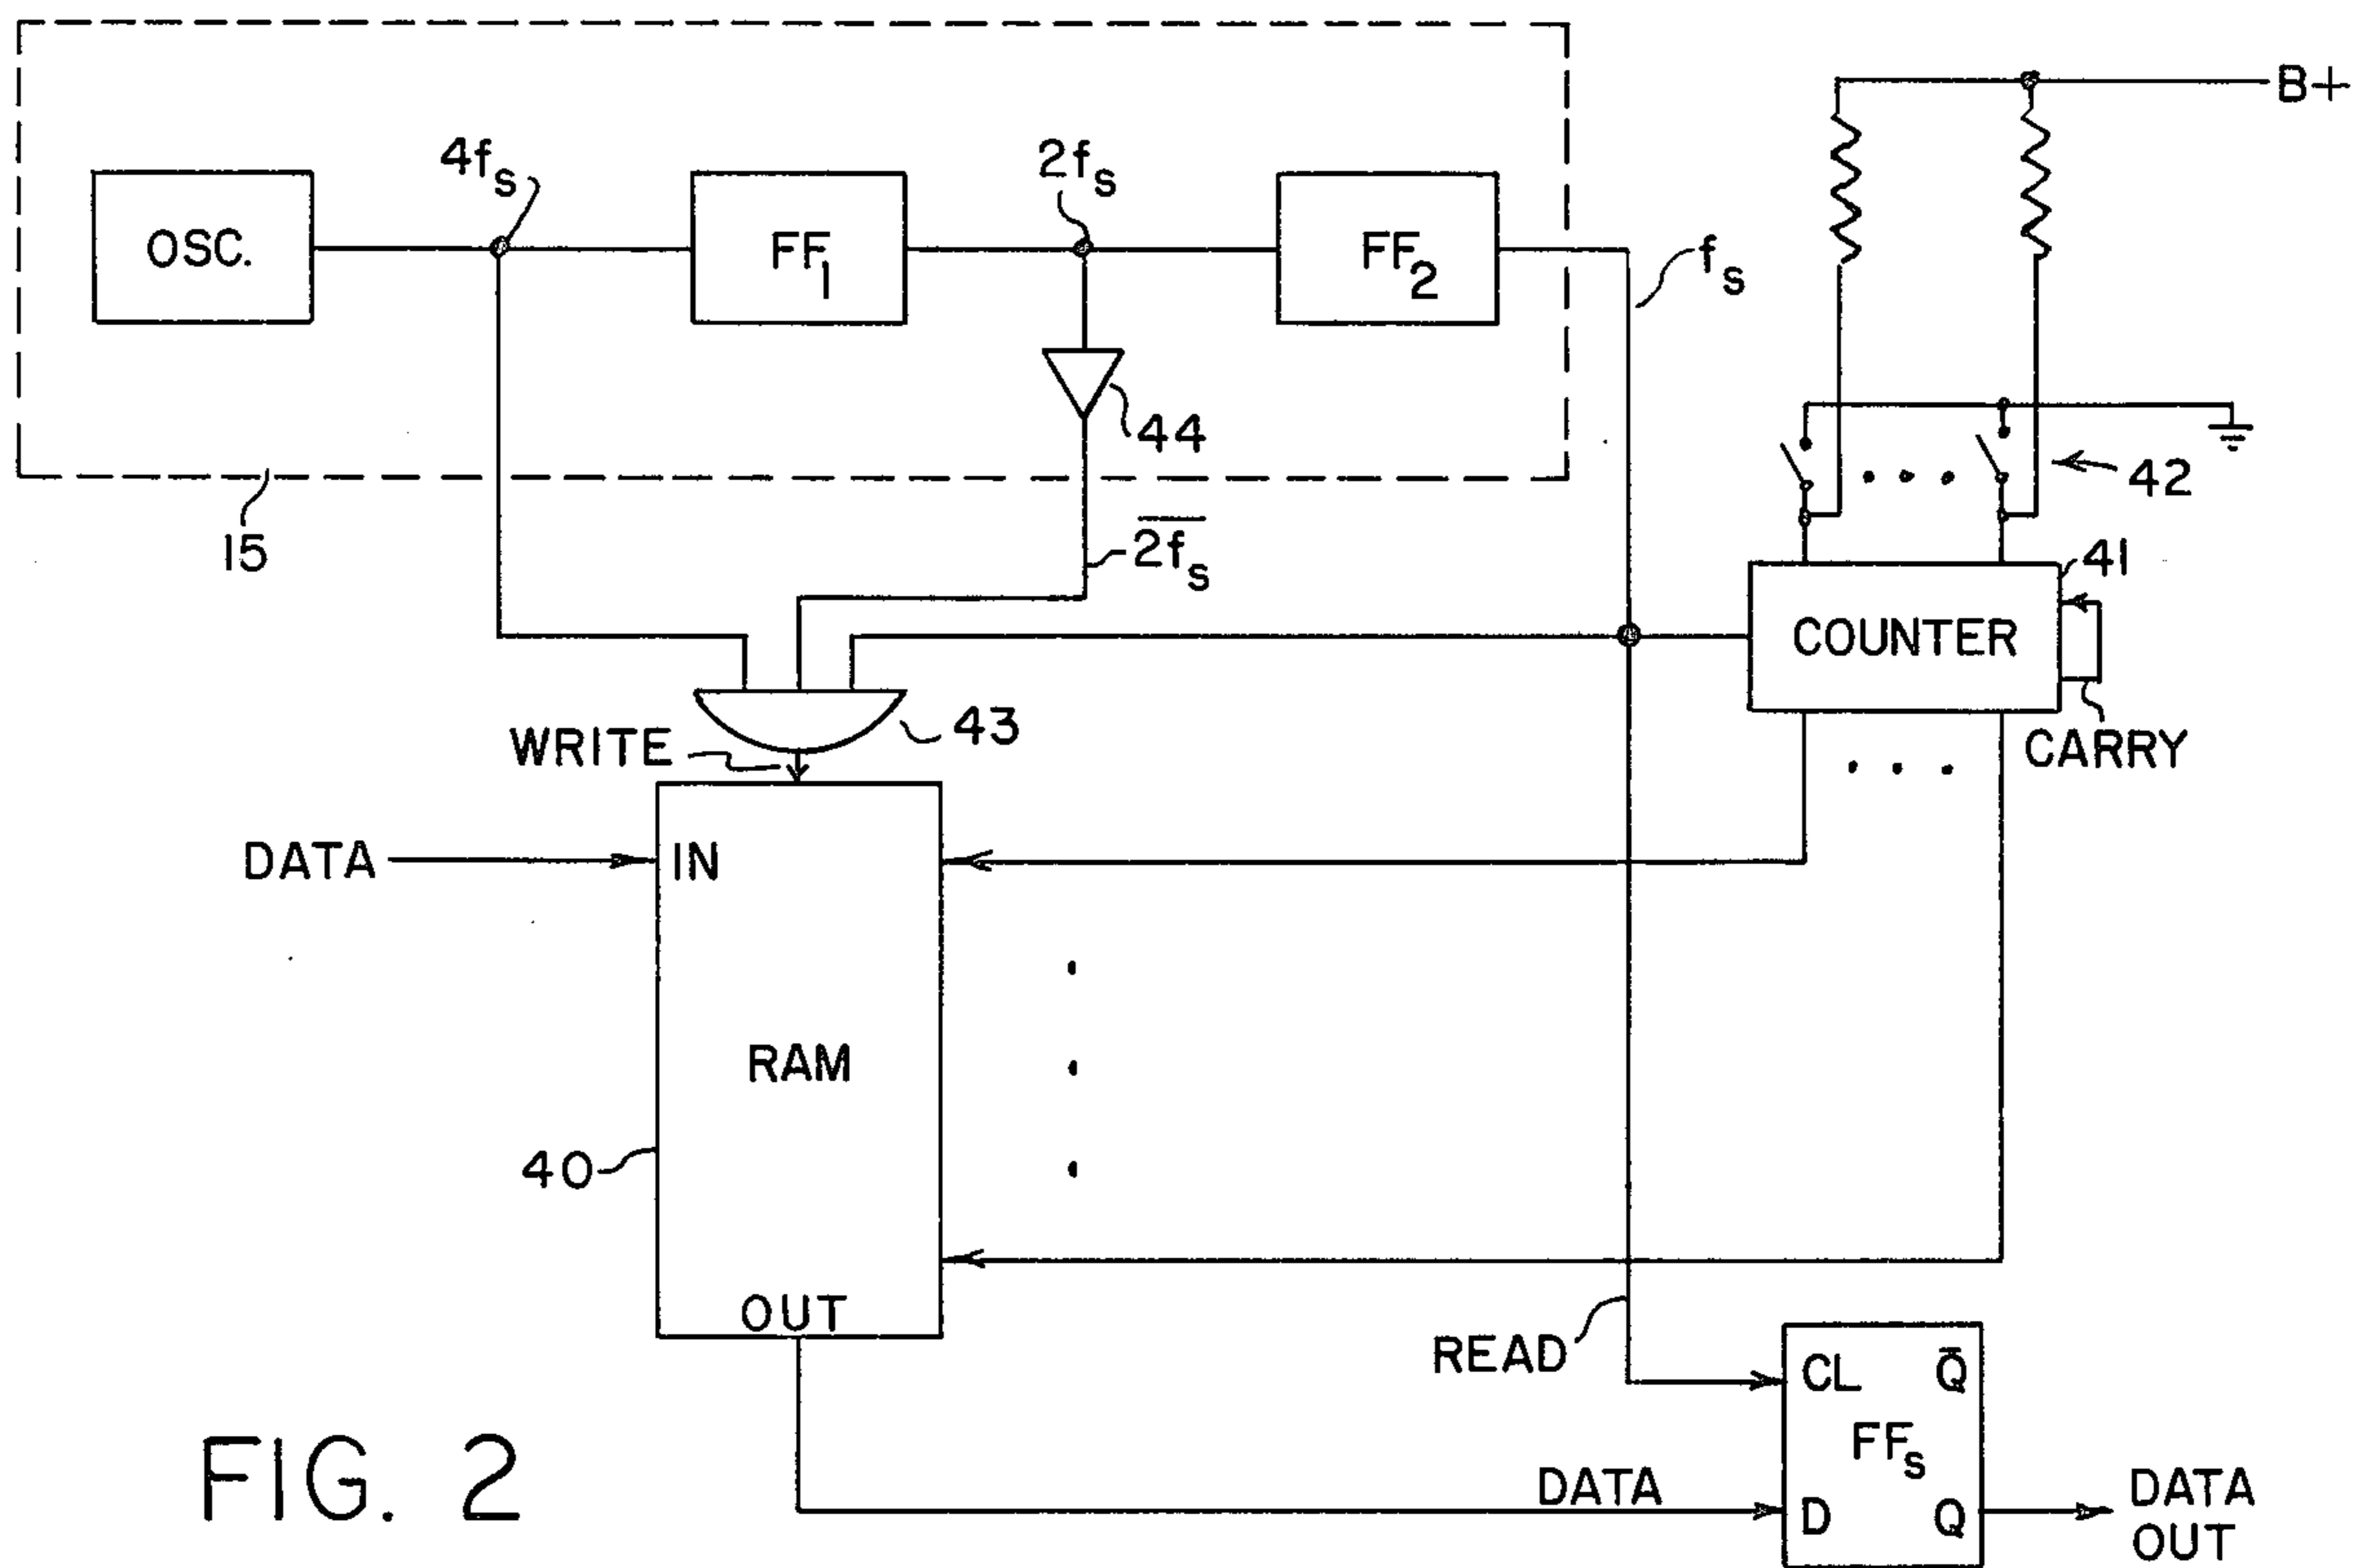 B+
4fs
2fs
OSC.
FF1
FF2
fs
44
42
15
2̅f̅s̅
41
COUNTER
43
WRITE
CARRY
DATA
IN
RAM
40
OUT
READ
CL
Q̅
FFs
DATA
D
Q
DATA
OUT
FIG. 2